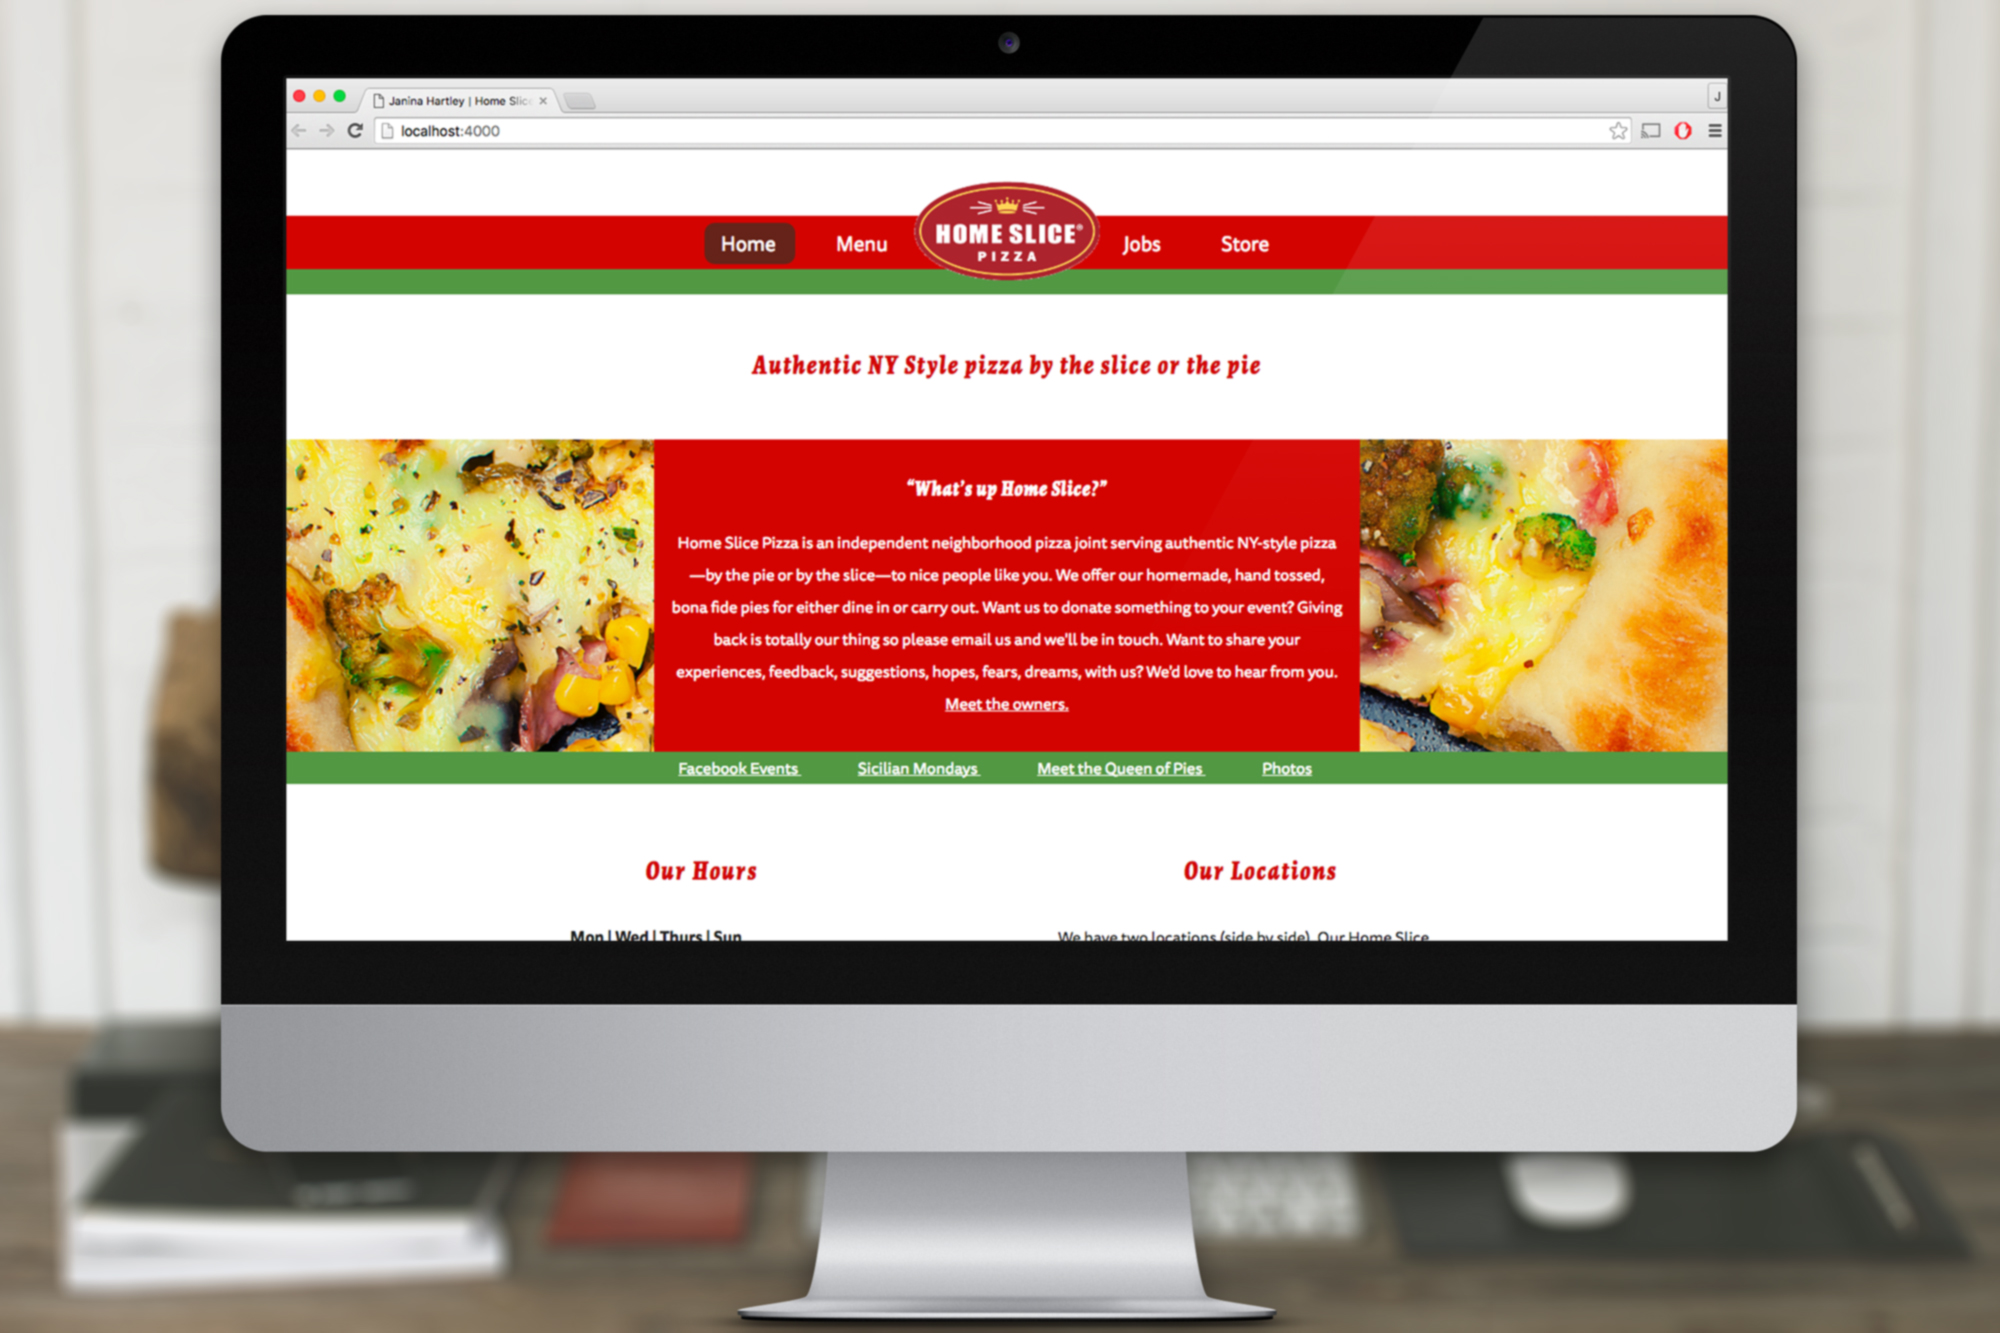 Janina Hartley | Home Slice
J
localhost:4000
Home
Menu
HOME SLICE®
PIZZA
Jobs
Store
Authentic NY Style pizza by the slice or the pie
“What’s up Home Slice?”
Home Slice Pizza is an independent neighborhood pizza joint serving authentic NY-style pizza
—by the pie or by the slice—to nice people like you. We offer our homemade, hand tossed,
bona fide pies for either dine in or carry out. Want us to donate something to your event? Giving
back is totally our thing so please email us and we'll be in touch. Want to share your
experiences, feedback, suggestions, hopes, fears, dreams, with us? We'd love to hear from you.
Meet the owners.
Facebook Events
Sicilian Mondays
Meet the Queen of Pies
Photos
Our Hours
Our Locations
Mon | Wed | Thurs | Sun
We have two locations (side by side). Our Home Slice